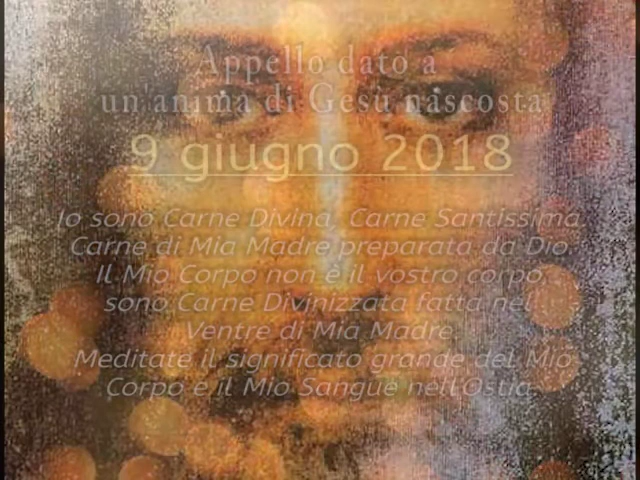 Appello dato a
un'anima di Gesù nascosta
9 giugno 2018
Io sono Carne Divina, Carne Santissima
Carne di Mia Madre preparata da Dio
Il Mio Corpo non è il vostro corpo
sono Carne Divinizzata fatta nel
Ventre di Mia Madre
Meditate il significato grande del Mio
Corpo e il Mio Sangue nell'Ostia